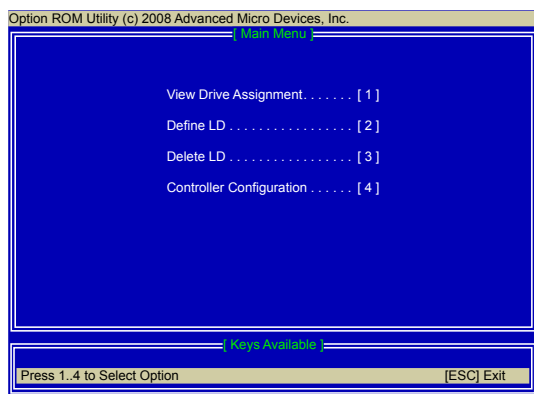 Option ROM Utility (c) 2008 Advanced Micro Devices, Inc.
[ Main Menu ]
View Drive Assignment. . . . . . . [ 1 ]
Define LD . . . . . . . . . . . . . . . . . [ 2 ]
Delete LD . . . . . . . . . . . . . . . . . [ 3 ]
Controller Configuration . . . . . . [ 4 ]
[ Keys Available ]
Press 1..4 to Select Option [ESC] Exit